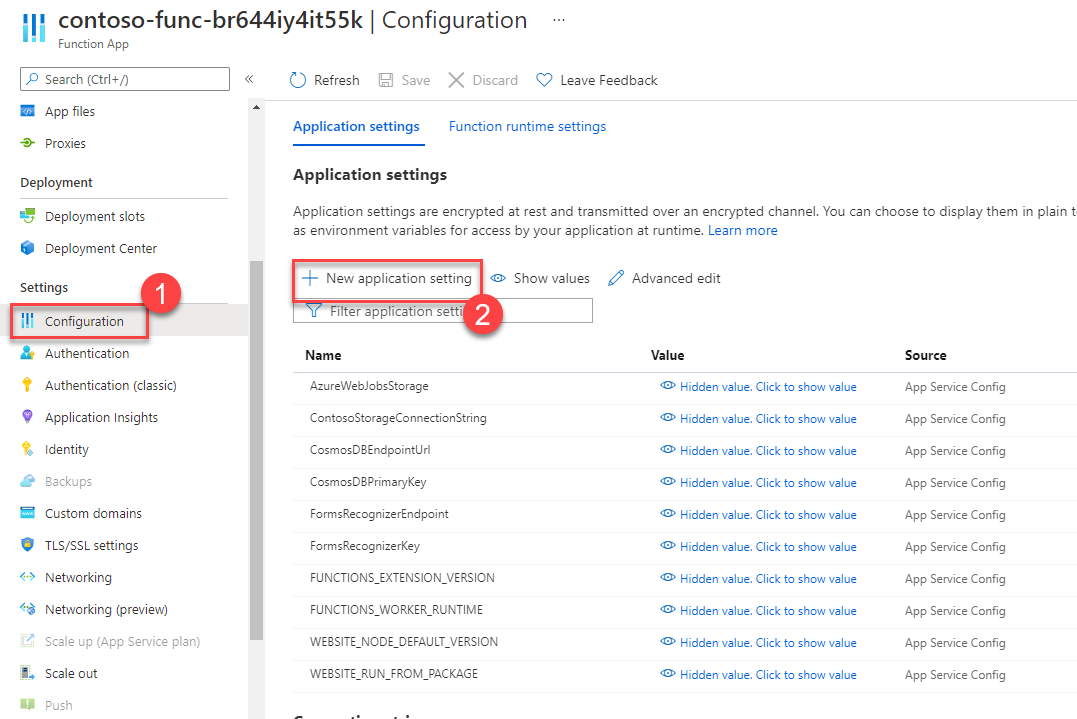 contoso-func-br644iy4it55k | Configuration ...
Function App
Search (Ctrl+/)
«
Refresh
Save
Discard
Leave Feedback
App files
Proxies
Deployment
Deployment slots
Deployment Center
Settings
1
Configuration
Authentication
Authentication (classic)
Application Insights
Identity
Backups
Custom domains
TLS/SSL settings
Networking
Networking (preview)
Scale up (App Service plan)
Scale out
Push
Application settings
Function runtime settings
Application settings
Application settings are encrypted at rest and transmitted over an encrypted channel. You can choose to display them in plain t
as environment variables for access by your application at runtime. Learn more
New application setting
Show values
Advanced edit
2
Filter application setti
Name Value Source
AzureWebJobsStorage Hidden value. Click to show value App Service Config
ContosoStorageConnectionString Hidden value. Click to show value App Service Config
CosmosDBEndpointUrl Hidden value. Click to show value App Service Config
CosmosDBPrimaryKey Hidden value. Click to show value App Service Config
FormsRecognizerEndpoint Hidden value. Click to show value App Service Config
FormsRecognizerKey Hidden value. Click to show value App Service Config
FUNCTIONS_EXTENSION_VERSION Hidden value. Click to show value App Service Config
FUNCTIONS_WORKER_RUNTIME Hidden value. Click to show value App Service Config
WEBSITE_NODE_DEFAULT_VERSION Hidden value. Click to show value App Service Config
WEBSITE_RUN_FROM_PACKAGE Hidden value. Click to show value App Service Config